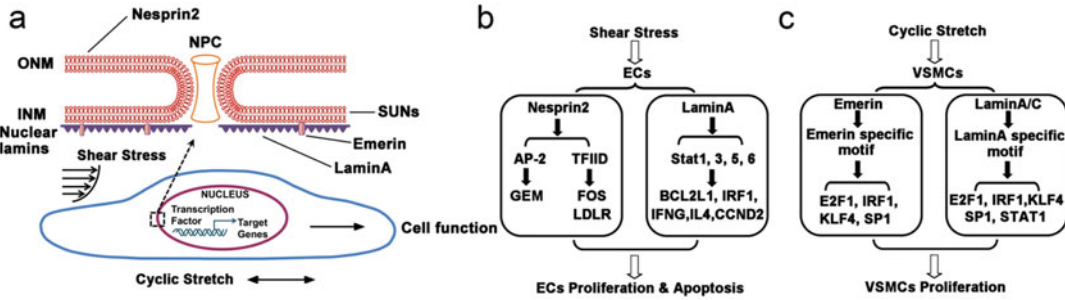 a
Nesprin2
NPC
ONM
INM
SUNs
Nuclear
lamins
Emerin
LaminA
Shear Stress
NUCLEUS
Transcription
Factor
Target
Genes
Cell function
Cyclic Stretch
b
Shear Stress
ECs
Nesprin2
AP-2 TFIID
GEM FOS
LDLR
LaminA
Stat1, 3, 5, 6
BCL2L1, IRF1,
IFNG,IL4,CCND2
ECs Proliferation & Apoptosis
c
Cyclic Stretch
VSMCs
Emerin
Emerin specific
motif
E2F1, IRF1,
KLF4, SP1
LaminA/C
LaminA specific
motif
E2F1, IRF1,KLF4
SP1, STAT1
VSMCs Proliferation